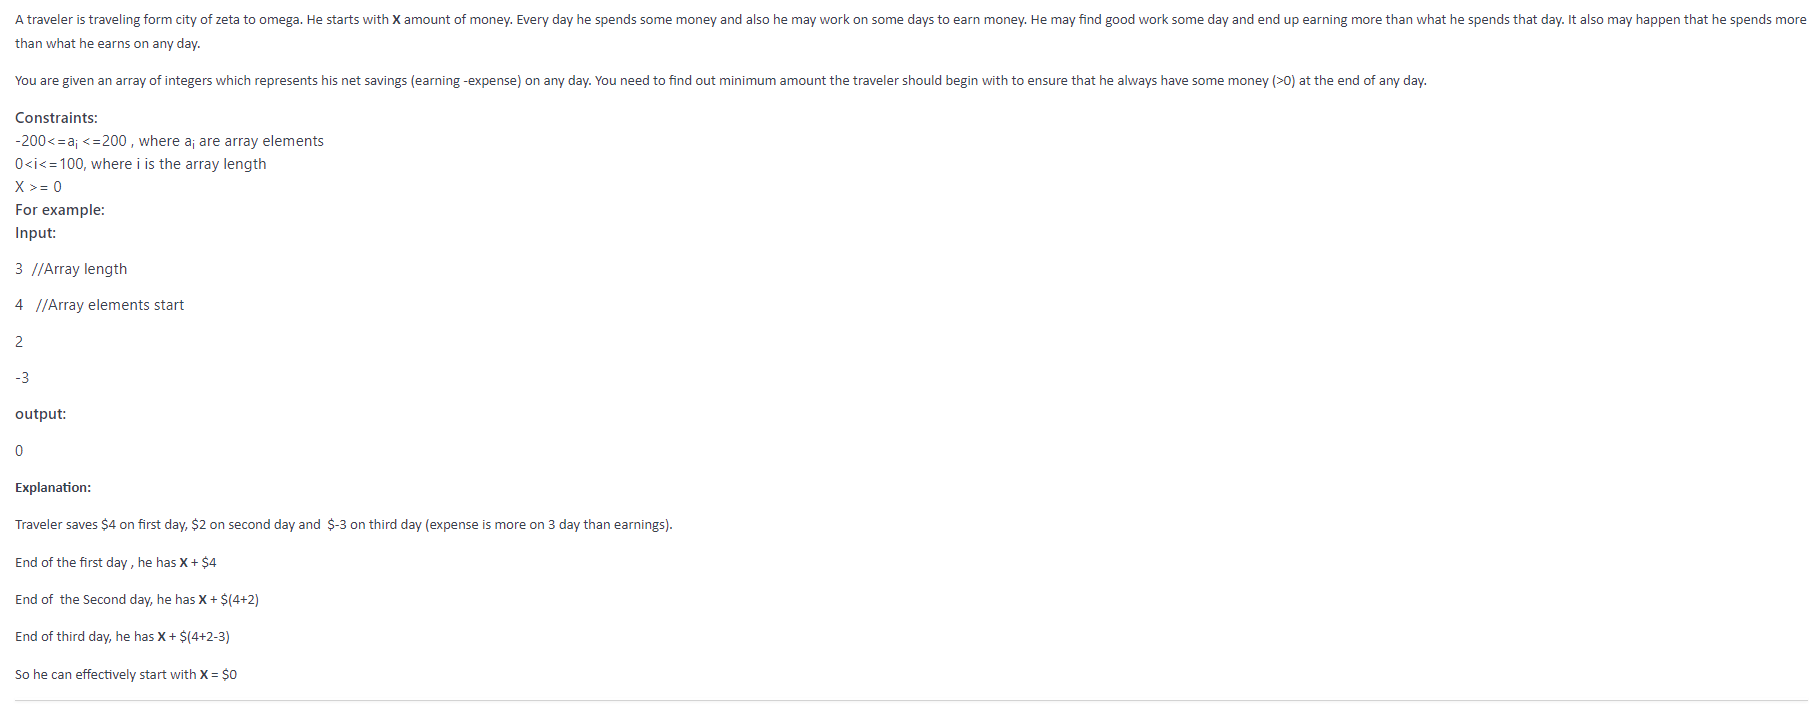 A traveler is traveling form city of zeta to omega. He starts with X amount of money. Every day he spends some money and also he may work on some days to earn money. He may find good work some day and end up earning more than what he spends that day. It also may happen that he spends more
than what he earns on any day.
You are given an array of integers which represents his net savings (earning -expense) on any day. You need to find out minimum amount the traveler should begin with to ensure that he always have some money (>0) at the end of any day.
Constraints:
-200<=ai <=200 , where ai are array elements
0<i<=100, where i is the array length
X >= 0
For example:
Input:
3 //Array length
4 //Array elements start
2
-3
output:
0
Explanation:
Traveler saves $4 on first day, $2 on second day and $-3 on third day (expense is more on 3 day than earnings).
End of the first day , he has X + $4
End of the Second day, he has X + $(4+2)
End of third day, he has X + $(4+2-3)
So he can effectively start with X = $0